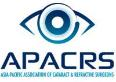 APACRS
ASIA-PACIFIC ASSOCIATION OF CATARACT & REFRACTIVE SURGEONS